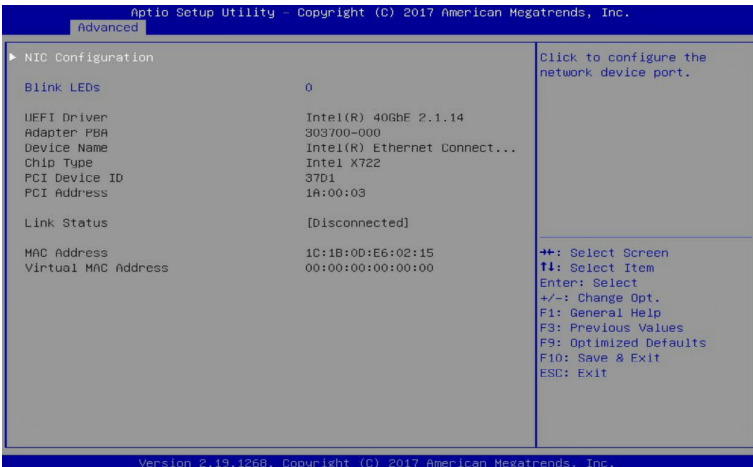 Aptio Setup Utility – Copyright (C) 2017 American Megatrends, Inc.
Advanced
NIC Configuration
Blink LEDs 0
UEFI Driver Intel(R) 40GbE 2.1.14
Adapter PBA 303700-000
Device Name Intel(R) Ethernet Connect...
Chip Type Intel X722
PCI Device ID 37D1
PCI Address 1A:00:03
Link Status [Disconnected]
MAC Address 1C:1B:0D:E6:02:15
Virtual MAC Address 00:00:00:00:00:00
Click to configure the
network device port.
→←: Select Screen
↑↓: Select Item
Enter: Select
+/-: Change Opt.
F1: General Help
F3: Previous Values
F9: Optimized Defaults
F10: Save & Exit
ESC: Exit
Version 2.19.1268. Copyright (C) 2017 American Megatrends, Inc.